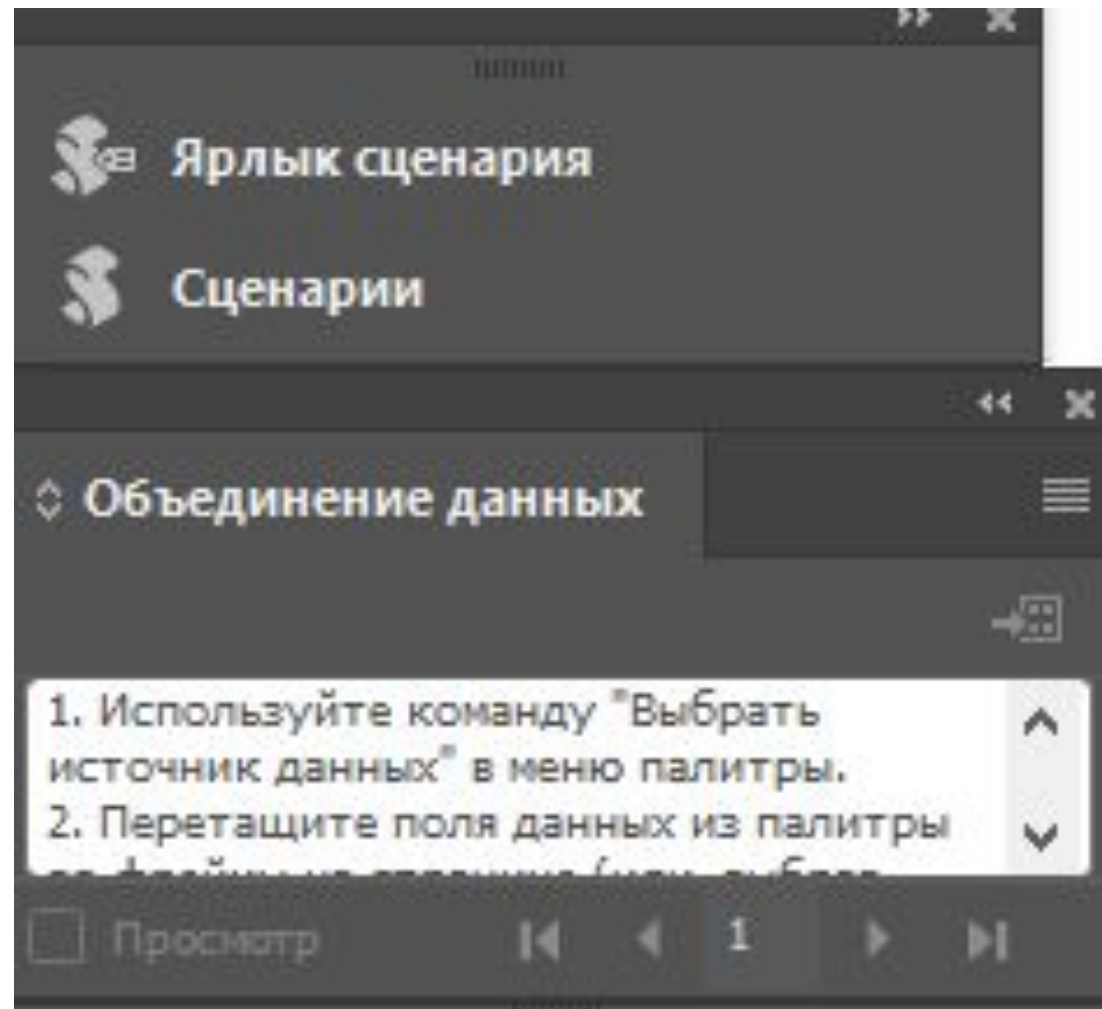 Ярлык сценария
Сценарии
Объединение данных
1. Используйте команду "Выбрать
источник данных" в меню палитры.
2. Перетащите поля данных из палитры
Просмотр
1